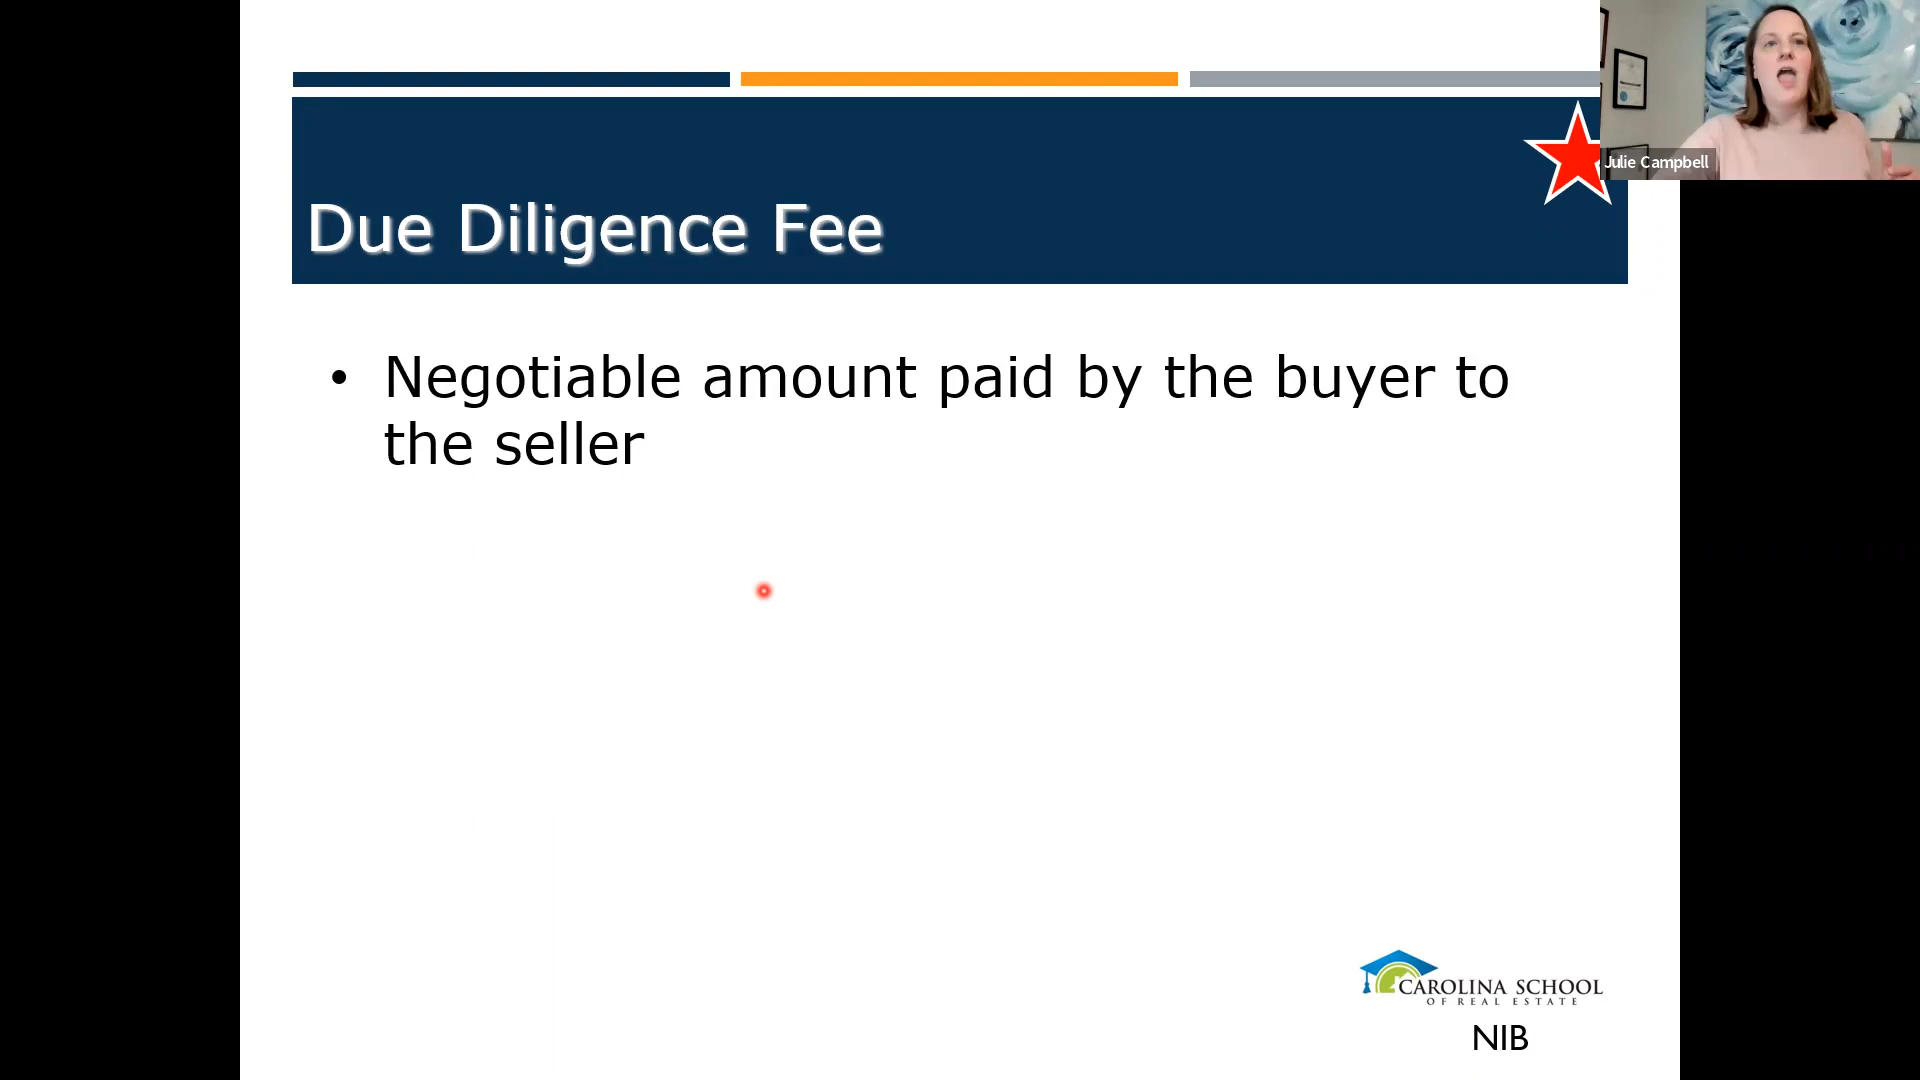 Julie Campbell
Due Diligence Fee
• Negotiable amount paid by the buyer to
the seller
CAROLINA SCHOOL
OF REAL ESTATE
NIB